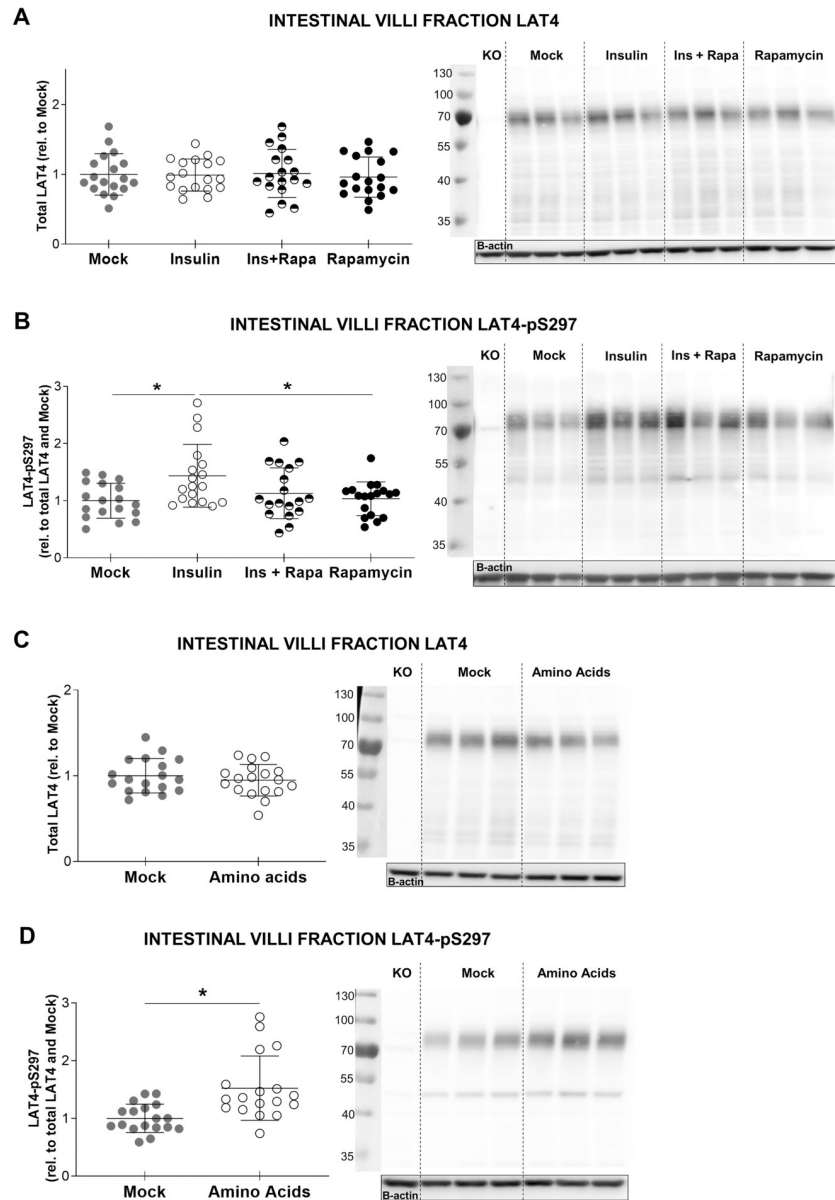 A
INTESTINAL VILLI FRACTION LAT4
Total LAT4 (rel. to Mock)
2
1
0
Mock Insulin Ins+Rapa Rapamycin
KO Mock Insulin Ins + Rapa Rapamycin
130
100
70
55
40
35
B-actin
B
INTESTINAL VILLI FRACTION LAT4-pS297
LAT4-pS297
(rel. to total LAT4 and Mock)
3
2
1
0
* *
Mock Insulin Ins + Rapa Rapamycin
KO Mock Insulin Ins + Rapa Rapamycin
130
100
70
55
40
35
B-actin
C
INTESTINAL VILLI FRACTION LAT4
Total LAT4 (rel. to Mock)
2
1
0
Mock Amino acids
KO Mock Amino Acids
130
100
70
55
40
35
B-actin
D
INTESTINAL VILLI FRACTION LAT4-pS297
LAT4-pS297
(rel. to total LAT4 and Mock)
3
2
1
0
*
Mock Amino Acids
KO Mock Amino Acids
130
100
70
55
40
35
B-actin